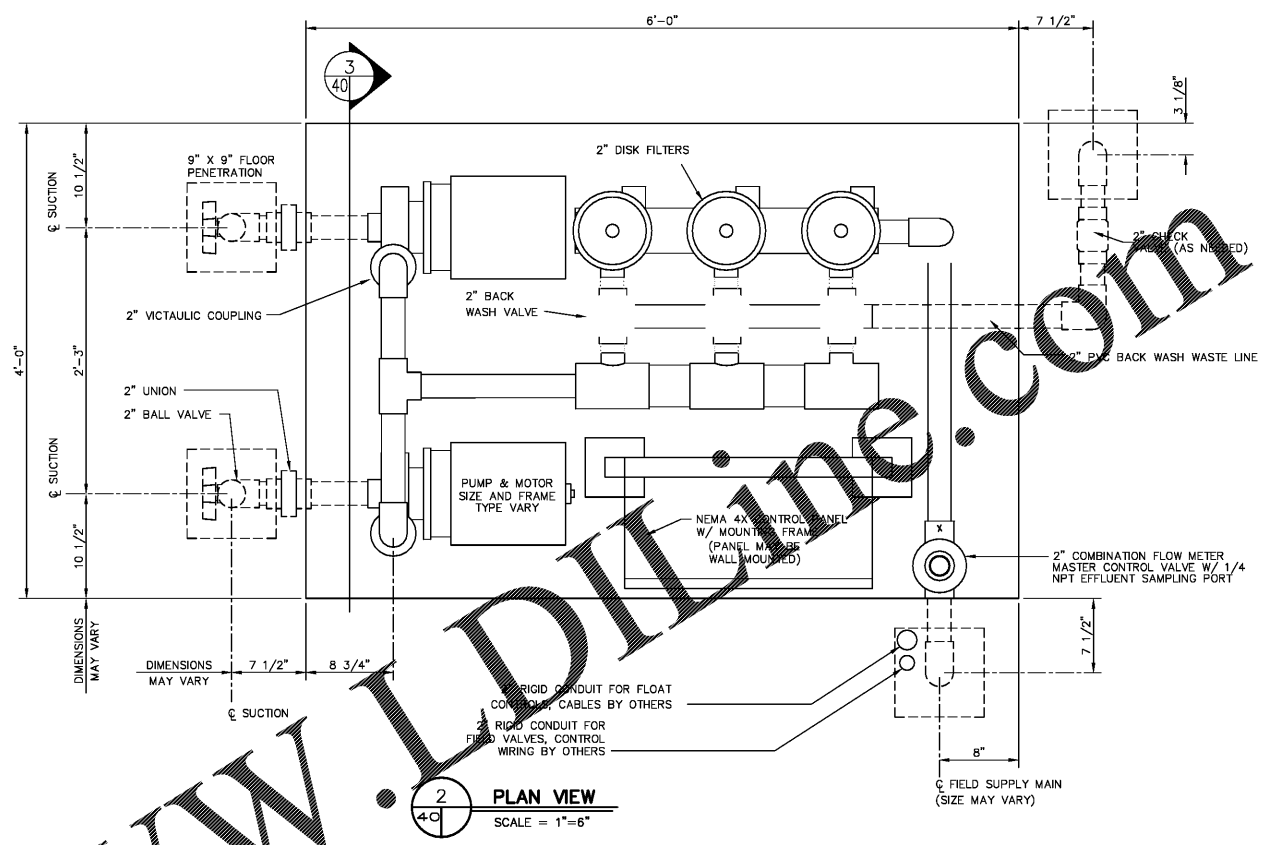 6'-0"
7 1/2"
3
40
3 1/8"
2" DISK FILTERS
9" X 9" FLOOR
PENETRATION
10 1/2"
℄ SUCTION
2" CHECK
VALVE (AS NEEDED)
2" BACK
WASH VALVE
2" VICTAULIC COUPLING
4'-0"
2'-3"
2" PVC BACK WASH WASTE LINE
2" UNION
2" BALL VALVE
℄ SUCTION
PUMP & MOTOR
SIZE AND FRAME
TYPE VARY
NEMA 4X CONTROL PANEL
W/ MOUNTING FRAME
(PANEL MAY BE
WALL MOUNTED)
X
10 1/2"
2" COMBINATION FLOW METER
MASTER CONTROL VALVE W/ 1/4
NPT EFFLUENT SAMPLING PORT
DIMENSIONS
MAY VARY
7 1/2"
DIMENSIONS
MAY VARY
7 1/2"
8 3/4"
2" RIGID CONDUIT FOR FLOAT
CONTROLS, CABLES BY OTHERS
℄ SUCTION
2" RIGID CONDUIT FOR
FIELD VALVES, CONTROL
WIRING BY OTHERS
8"
℄ FIELD SUPPLY MAIN
(SIZE MAY VARY)
2
40
PLAN VIEW
SCALE = 1"=6"
WW.LDILine.com